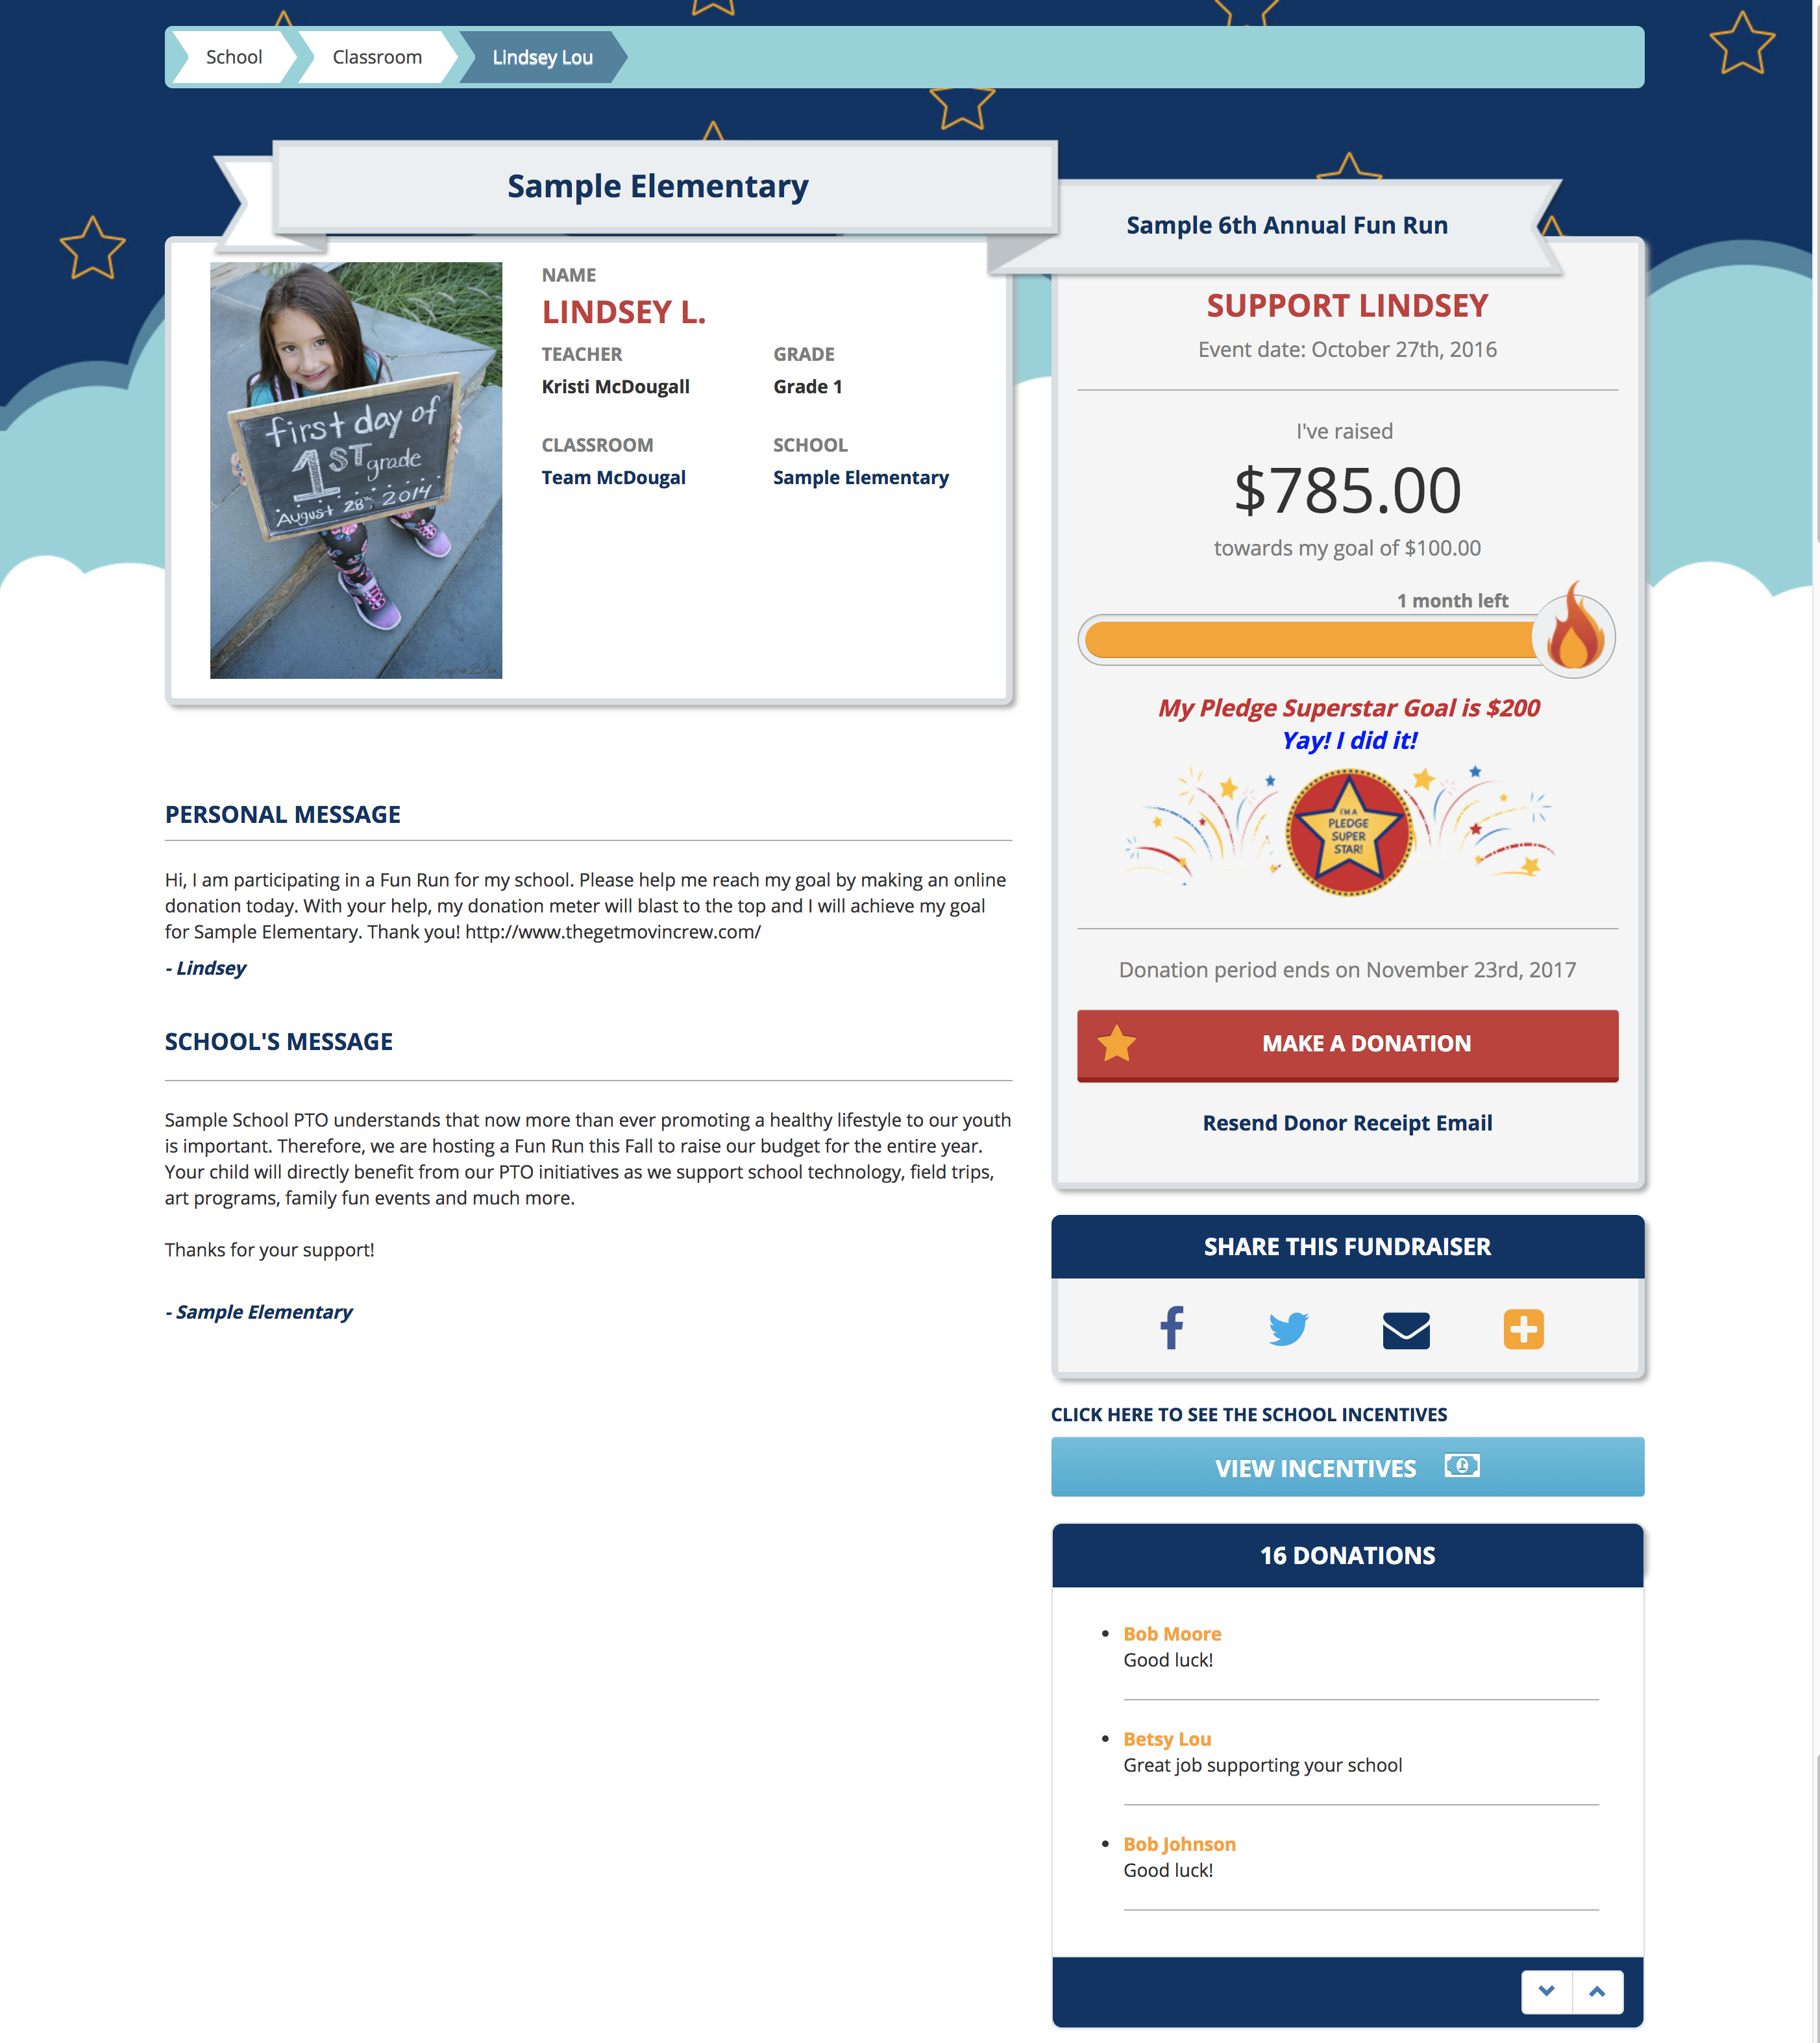 School
Classroom
Lindsey Lou
Sample Elementary
Sample 6th Annual Fun Run
first day of
1ST grade
August 28th, 2014
NAME
LINDSEY L.
TEACHER
GRADE
Kristi McDougall
Grade 1
CLASSROOM
SCHOOL
Team McDougal
Sample Elementary
PERSONAL MESSAGE
Hi, I am participating in a Fun Run for my school. Please help me reach my goal by making an online
donation today. With your help, my donation meter will blast to the top and I will achieve my goal
for Sample Elementary. Thank you! http://www.thegetmovincrew.com/
- Lindsey
SCHOOL'S MESSAGE
Sample School PTO understands that now more than ever promoting a healthy lifestyle to our youth
is important. Therefore, we are hosting a Fun Run this Fall to raise our budget for the entire year.
Your child will directly benefit from our PTO initiatives as we support school technology, field trips,
art programs, family fun events and much more.
Thanks for your support!
- Sample Elementary
SUPPORT LINDSEY
Event date: October 27th, 2016
I've raised
$785.00
towards my goal of $100.00
1 month left
My Pledge Superstar Goal is $200
Yay! I did it!
I'M A
PLEDGE
SUPER
STAR!
Donation period ends on November 23rd, 2017
MAKE A DONATION
Resend Donor Receipt Email
SHARE THIS FUNDRAISER
CLICK HERE TO SEE THE SCHOOL INCENTIVES
VIEW INCENTIVES
16 DONATIONS
Bob Moore
Good luck!
Betsy Lou
Great job supporting your school
Bob Johnson
Good luck!